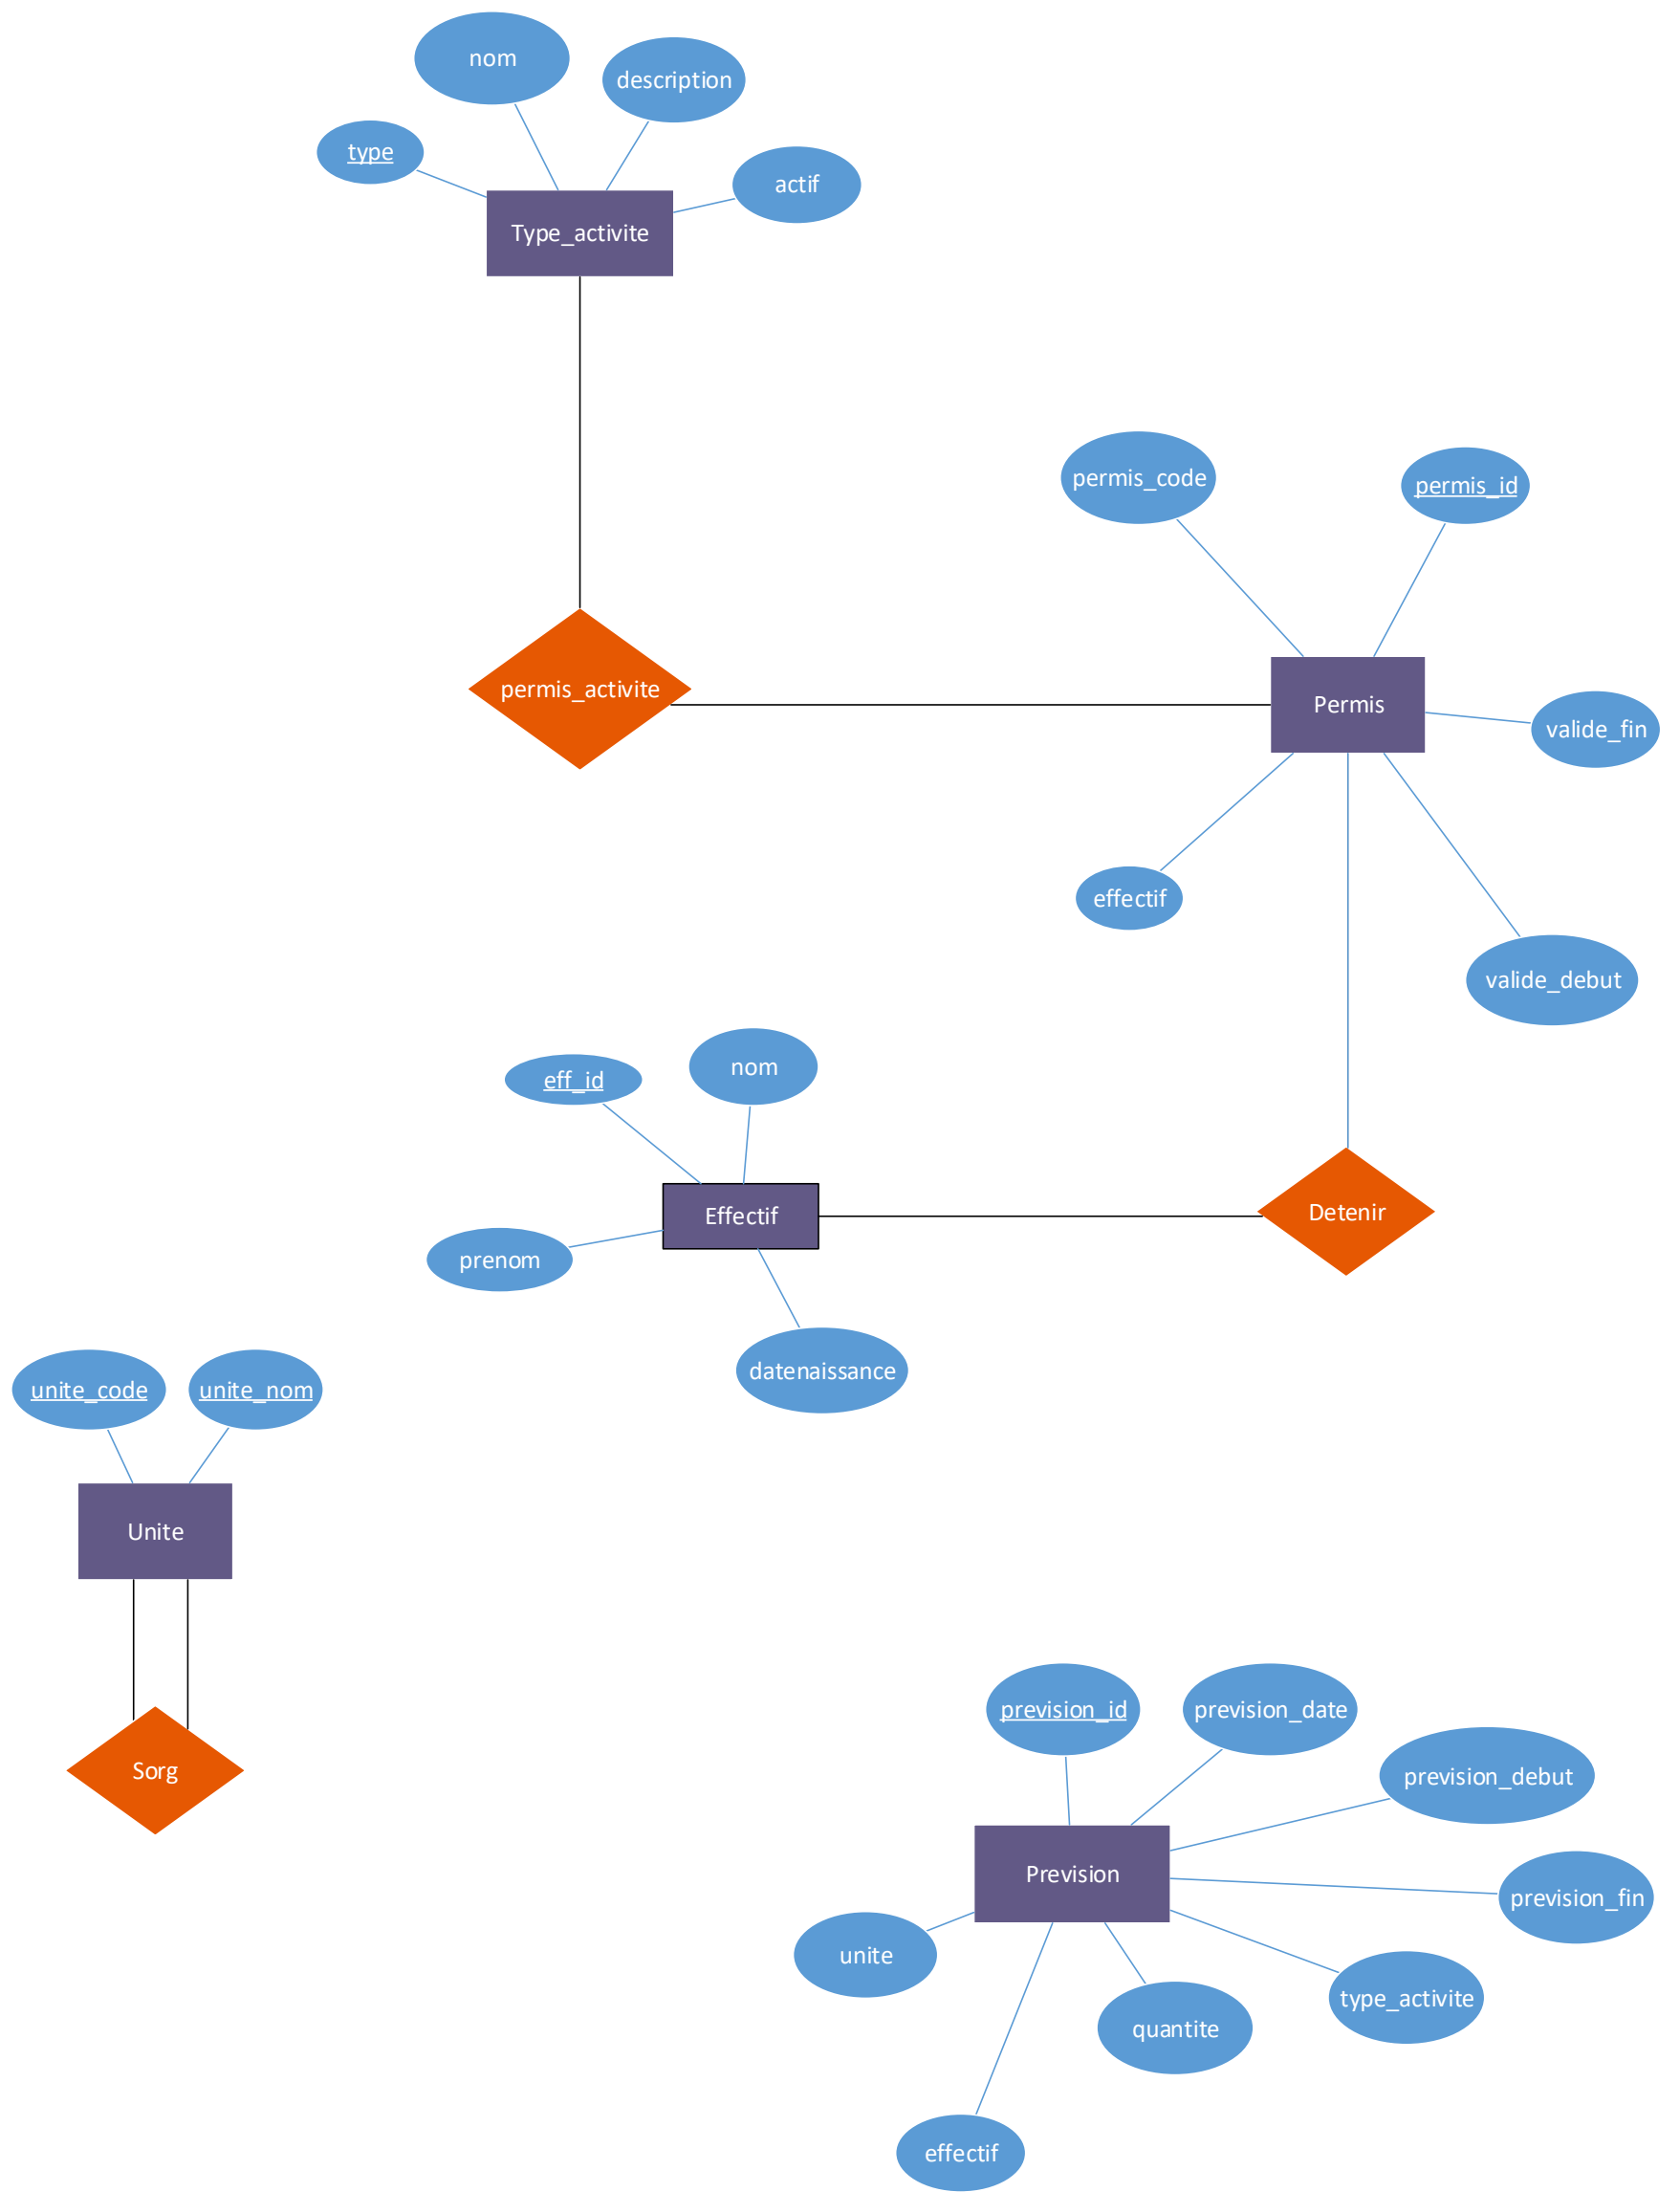 nom
description
type
actif
Type_activite
permis_code
permis_id
permis_activite
Permis
valide_fin
effectif
valide_debut
nom
eff_id
Effectif
Detenir
prenom
datenaissance
unite_code
unite_nom
Unite
Sorg
prevision_id
prevision_date
prevision_debut
Prevision
prevision_fin
unite
type_activite
quantite
effectif